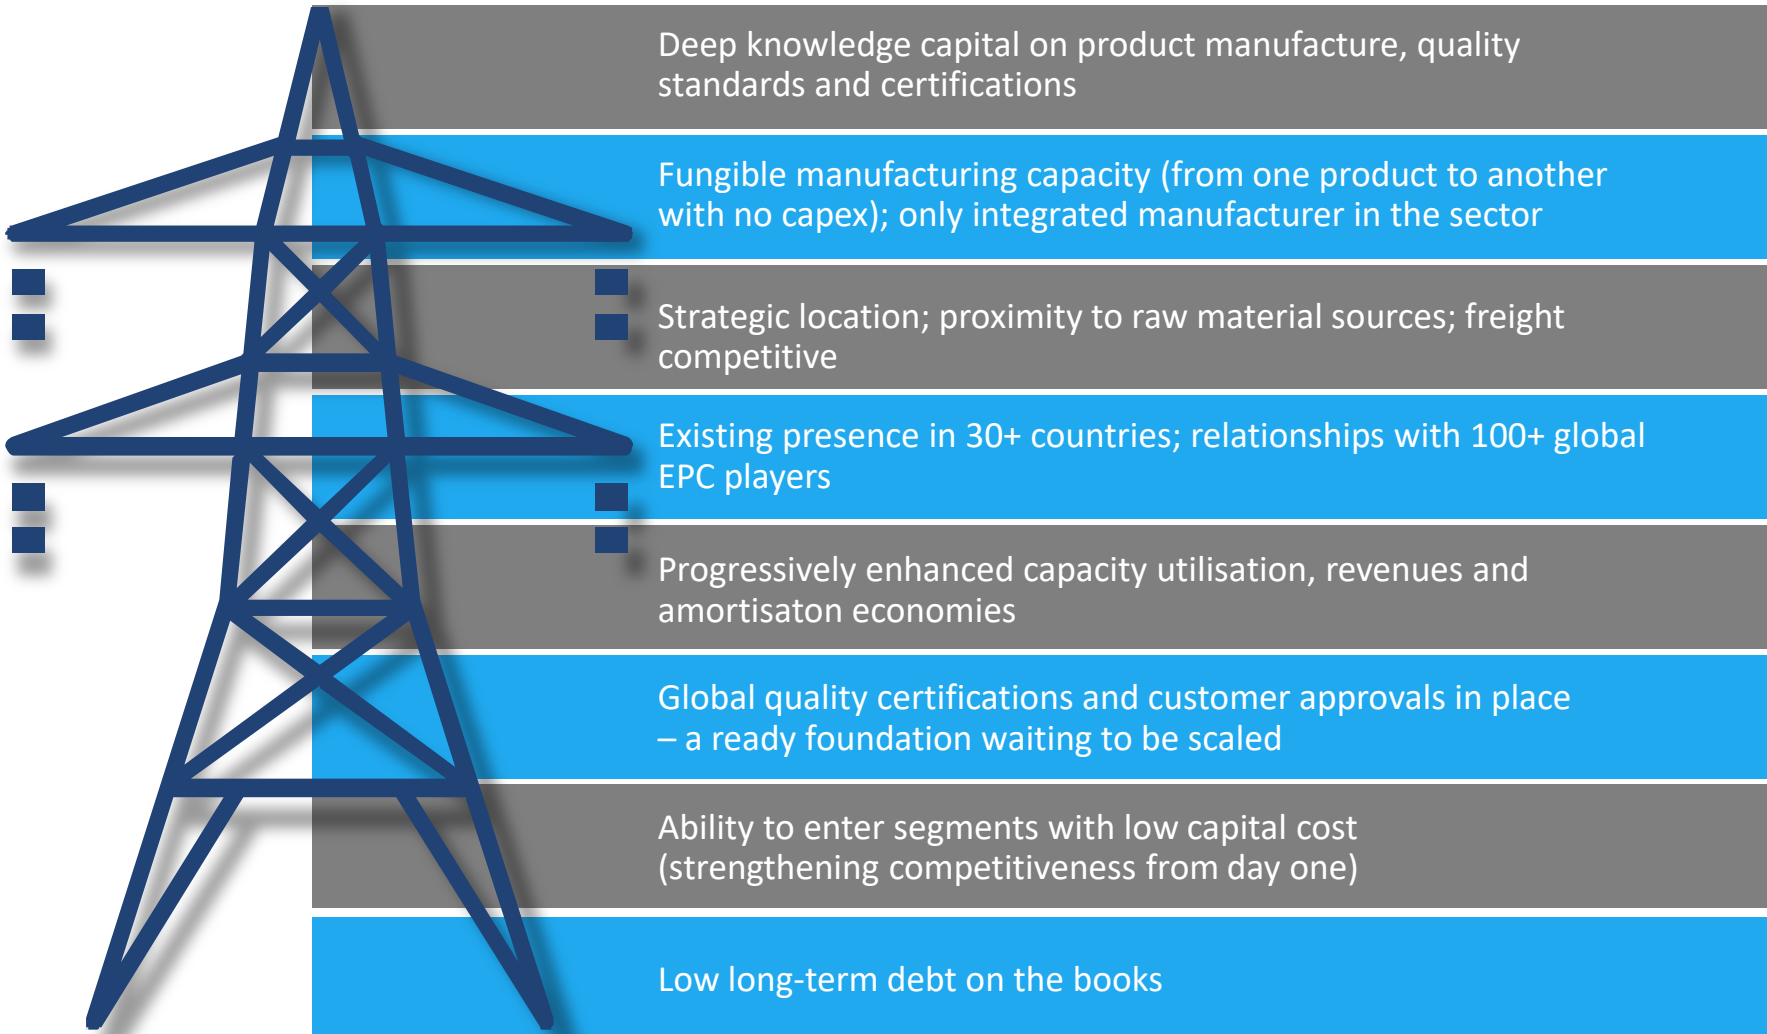 Deep knowledge capital on product manufacture, quality
standards and certifications
Fungible manufacturing capacity (from one product to another
with no capex); only integrated manufacturer in the sector
Strategic location; proximity to raw material sources; freight
competitive
Existing presence in 30+ countries; relationships with 100+ global
EPC players
Progressively enhanced capacity utilisation, revenues and
amortisaton economies
Global quality certifications and customer approvals in place
– a ready foundation waiting to be scaled
Ability to enter segments with low capital cost
(strengthening competitiveness from day one)
Low long-term debt on the books